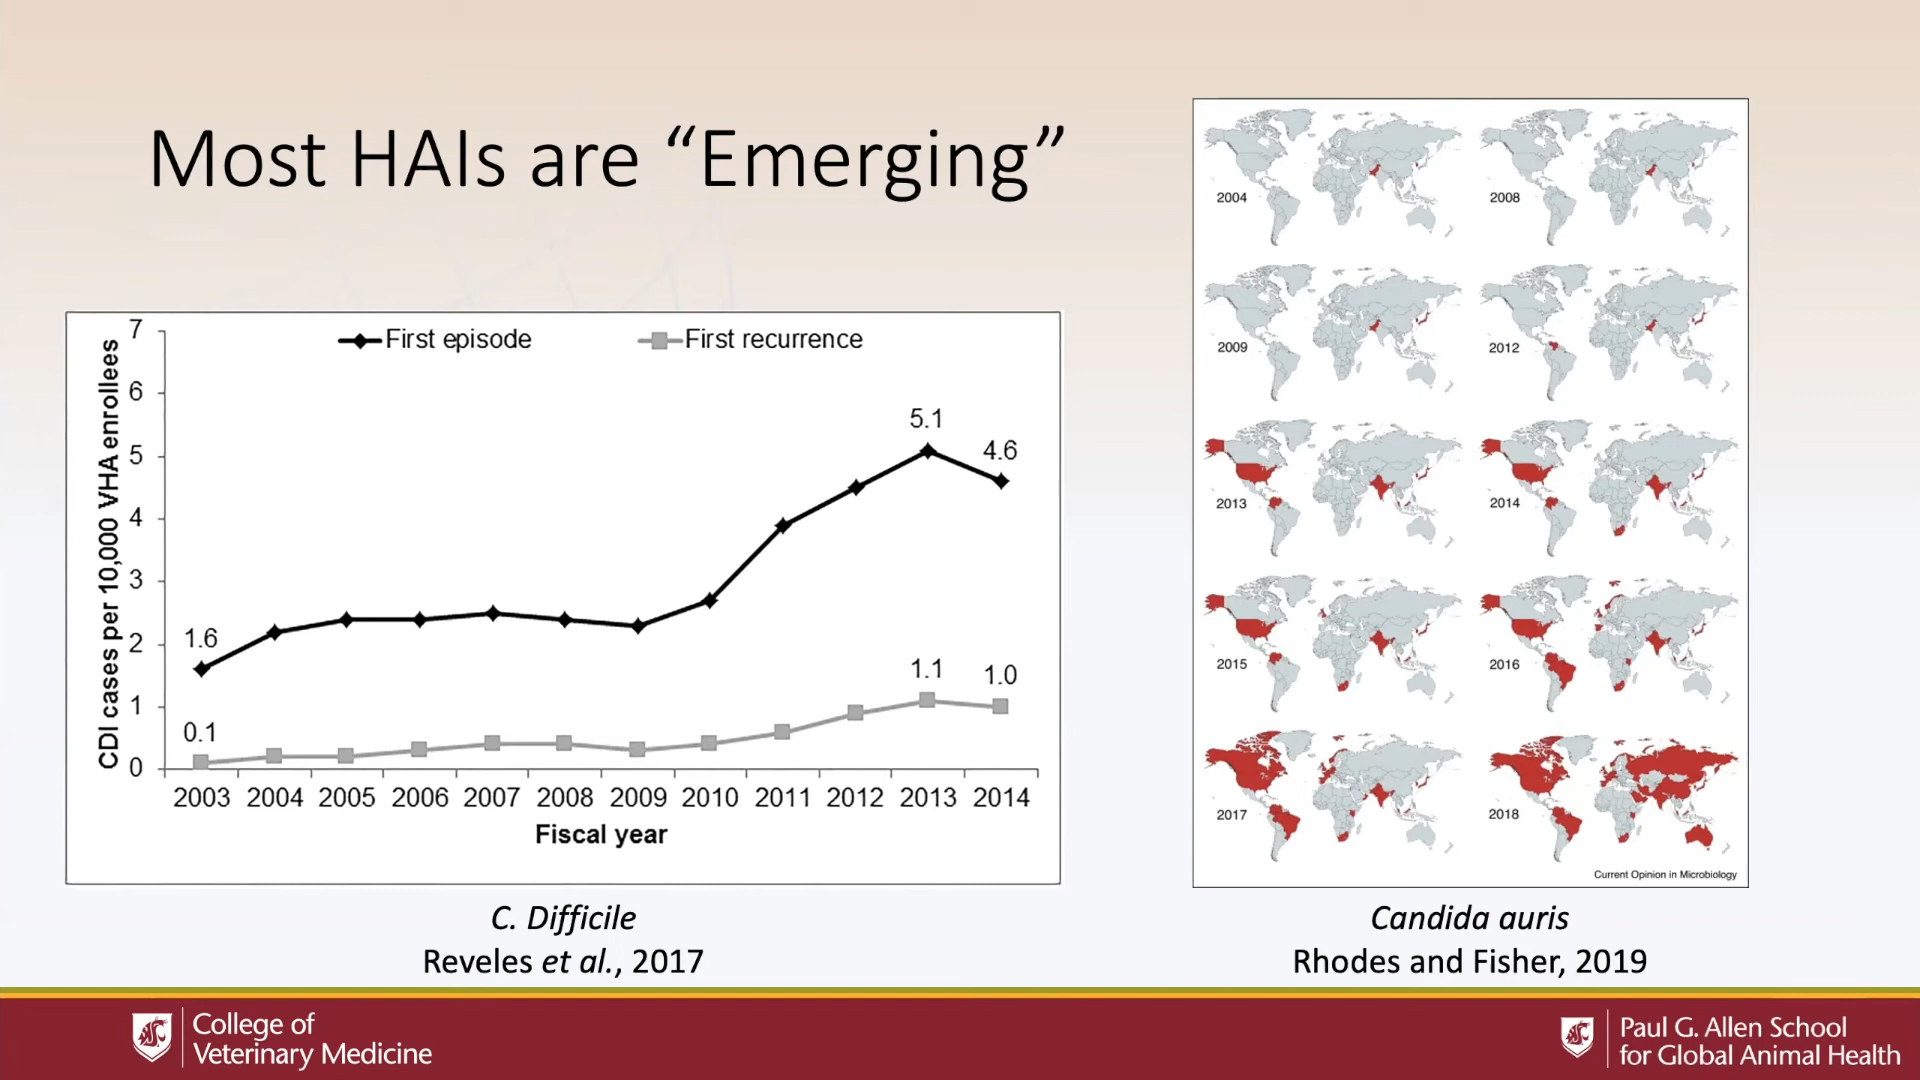 Most HAIs are “Emerging”
7
6
5
4
3
2
1
0
CDI cases per 10,000 VHA enrollees
First episode
First recurrence
5.1
4.6
1.6
1.1
1.0
0.1
2003 2004 2005 2006 2007 2008 2009 2010 2011 2012 2013 2014
Fiscal year
C. Difficile
Reveles et al., 2017
2004
2008
2009
2012
2013
2014
2015
2016
2017
2018
Current Opinion in Microbiology
Candida auris
Rhodes and Fisher, 2019
College of
Veterinary Medicine
Paul G. Allen School
for Global Animal Health